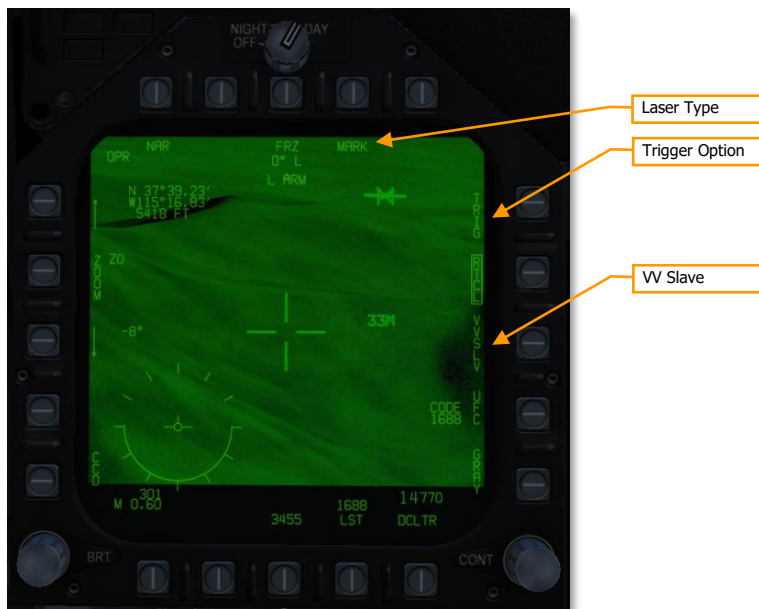 NIGHT DAY
OFF
Laser Type
Trigger Option
VV Slave
NAR FRZ MARK
OPR 0° L
L ARM
N 37°39.23'
W115°16.83'
5418 FT
TRIG
ZOOM Z0
RTCL
33M
-8°
VVSLV
CODE
1688
UFC
CCD
GRAY
301
M 0.60
3455
1688
LST
14770
DCLTR
BRT
CONT